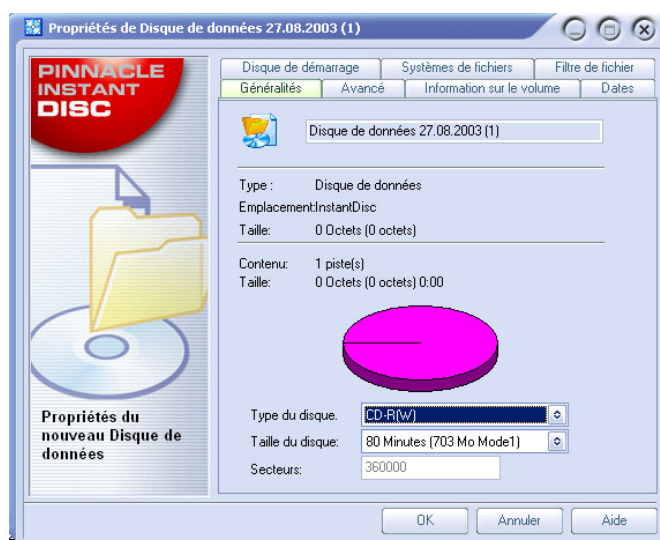 Propriétés de Disque de données 27.08.2003 (1)
PINNACLE
INSTANT
DISC
Disque de démarrage
Systèmes de fichiers
Filtre de fichier
Généralités
Avancé
Information sur le volume
Dates
Disque de données 27.08.2003 (1)
Type : Disque de données
Emplacement:InstantDisc
Taille: 0 Octets (0 octets)
Contenu: 1 piste(s)
Taille: 0 Octets (0 octets) 0:00
Propriétés du
nouveau Disque de
données
Type du disque. CD-R(W)
Taille du disque: 80 Minutes (703 Mo Mode1)
Secteurs: 360000
OK
Annuler
Aide